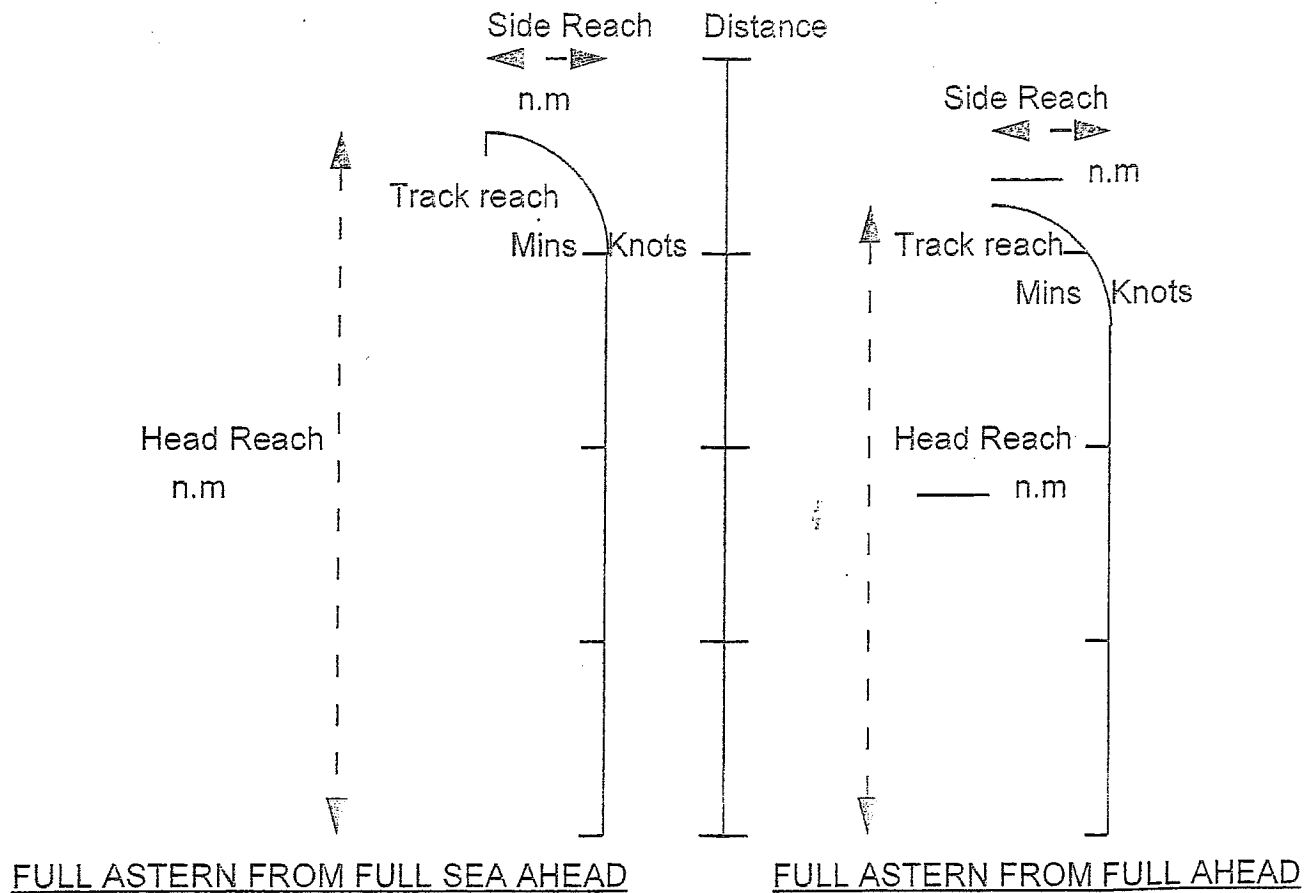 Side Reach
Distance
n.m
Side Reach
n.m
Track reach
Mins
Knots
Track reach
Mins
Knots
Head Reach
n.m
Head Reach
n.m
FULL ASTERN FROM FULL SEA AHEAD
FULL ASTERN FROM FULL AHEAD